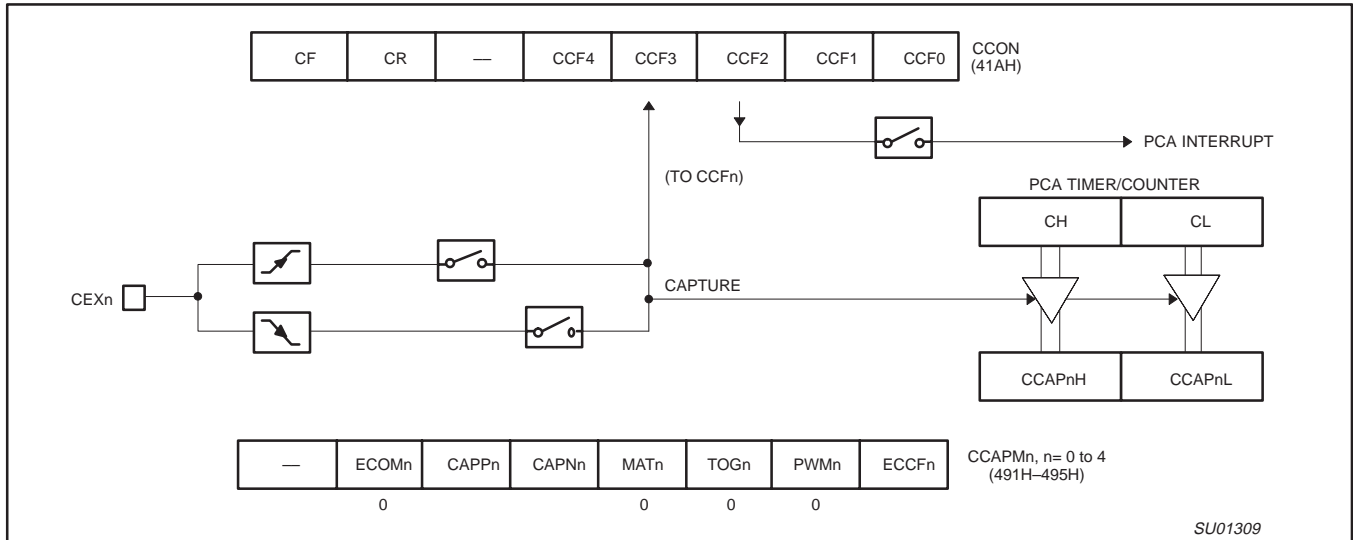 CF CR — CCF4 CCF3 CCF2 CCF1 CCF0
CCON
(41AH)
PCA INTERRUPT
(TO CCFn)
PCA TIMER/COUNTER
CH CL
CEXn
CAPTURE
CCAPnH CCAPnL
— ECOMn CAPPn CAPNn MATn TOGn PWMn ECCFn
CCAPMn, n= 0 to 4
(491H–495H)
0 0 0 0
SU01309